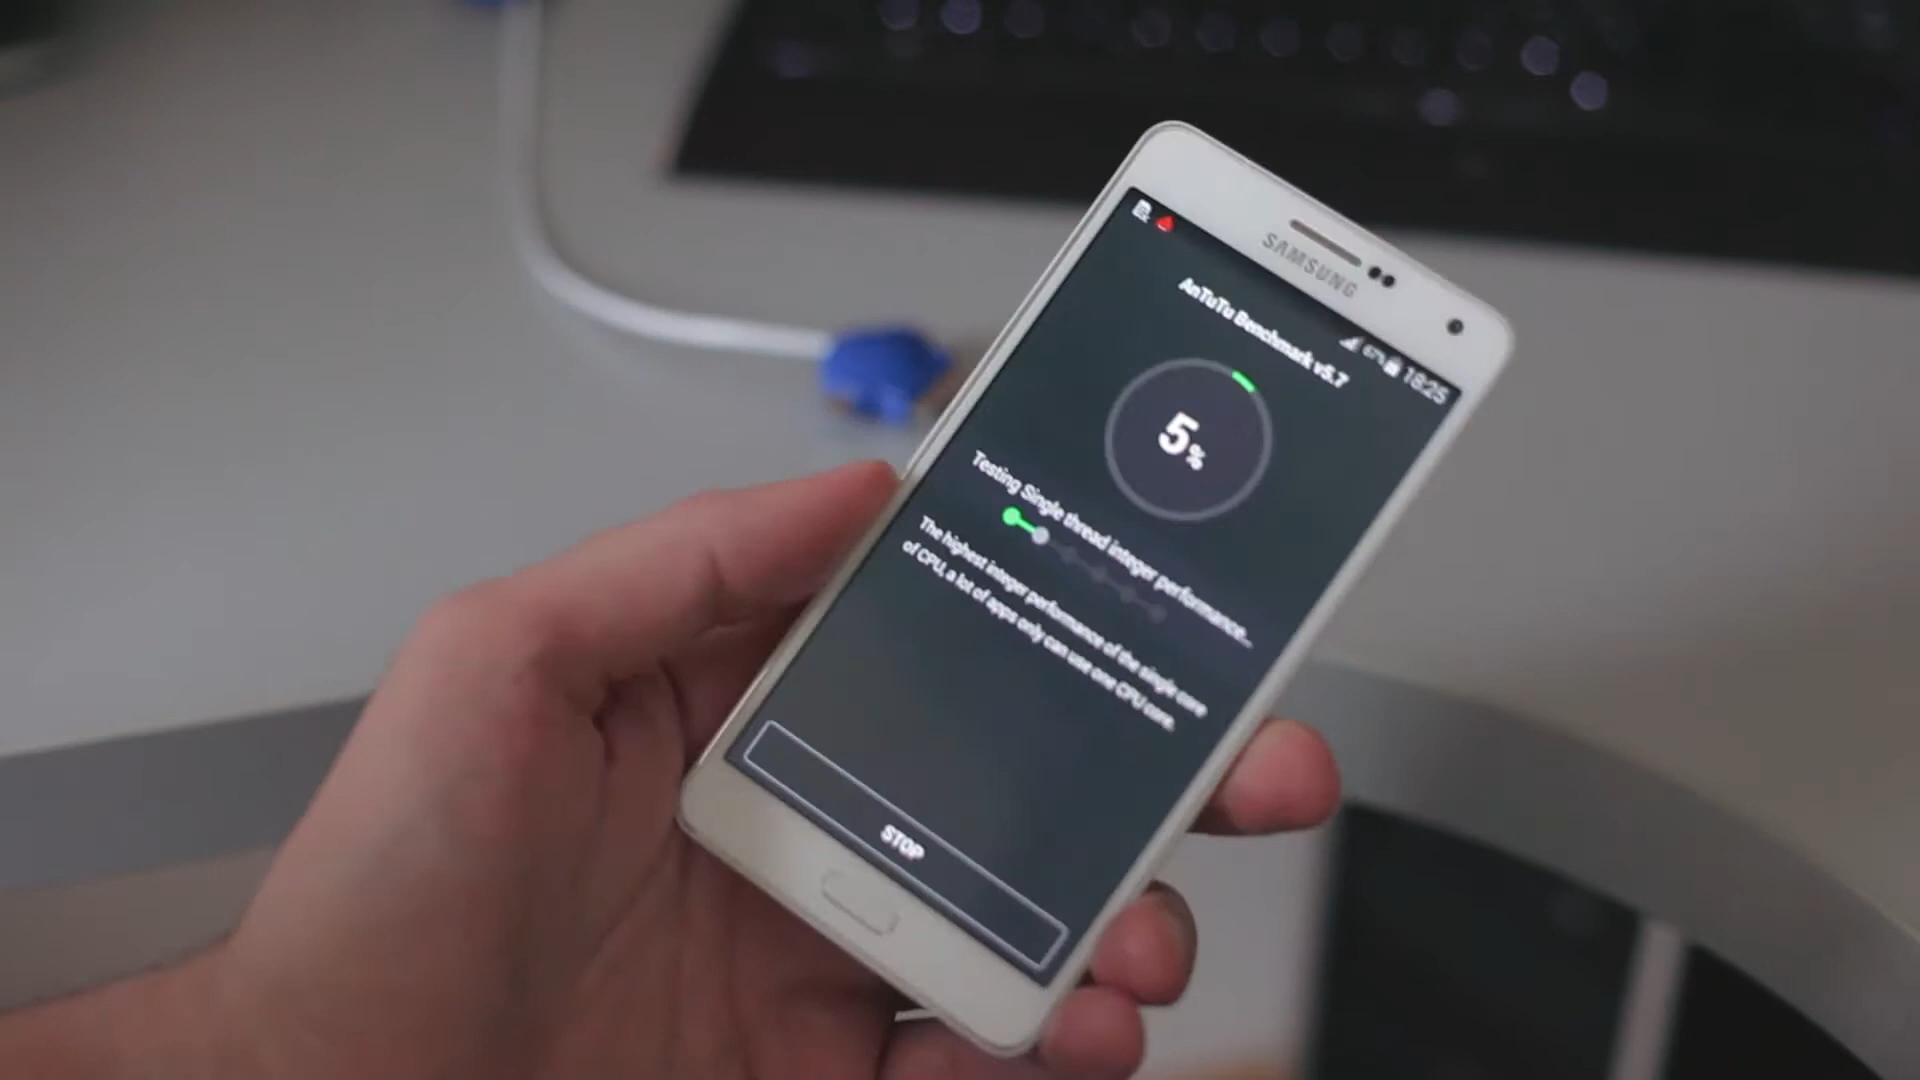 SAMSUNG
67% 18:25
AnTuTu Benchmark v5.7
5%
Testing Single thread integer performance...
The highest integer performance of the single core
of CPU, a lot of apps only can use one CPU core.
STOP